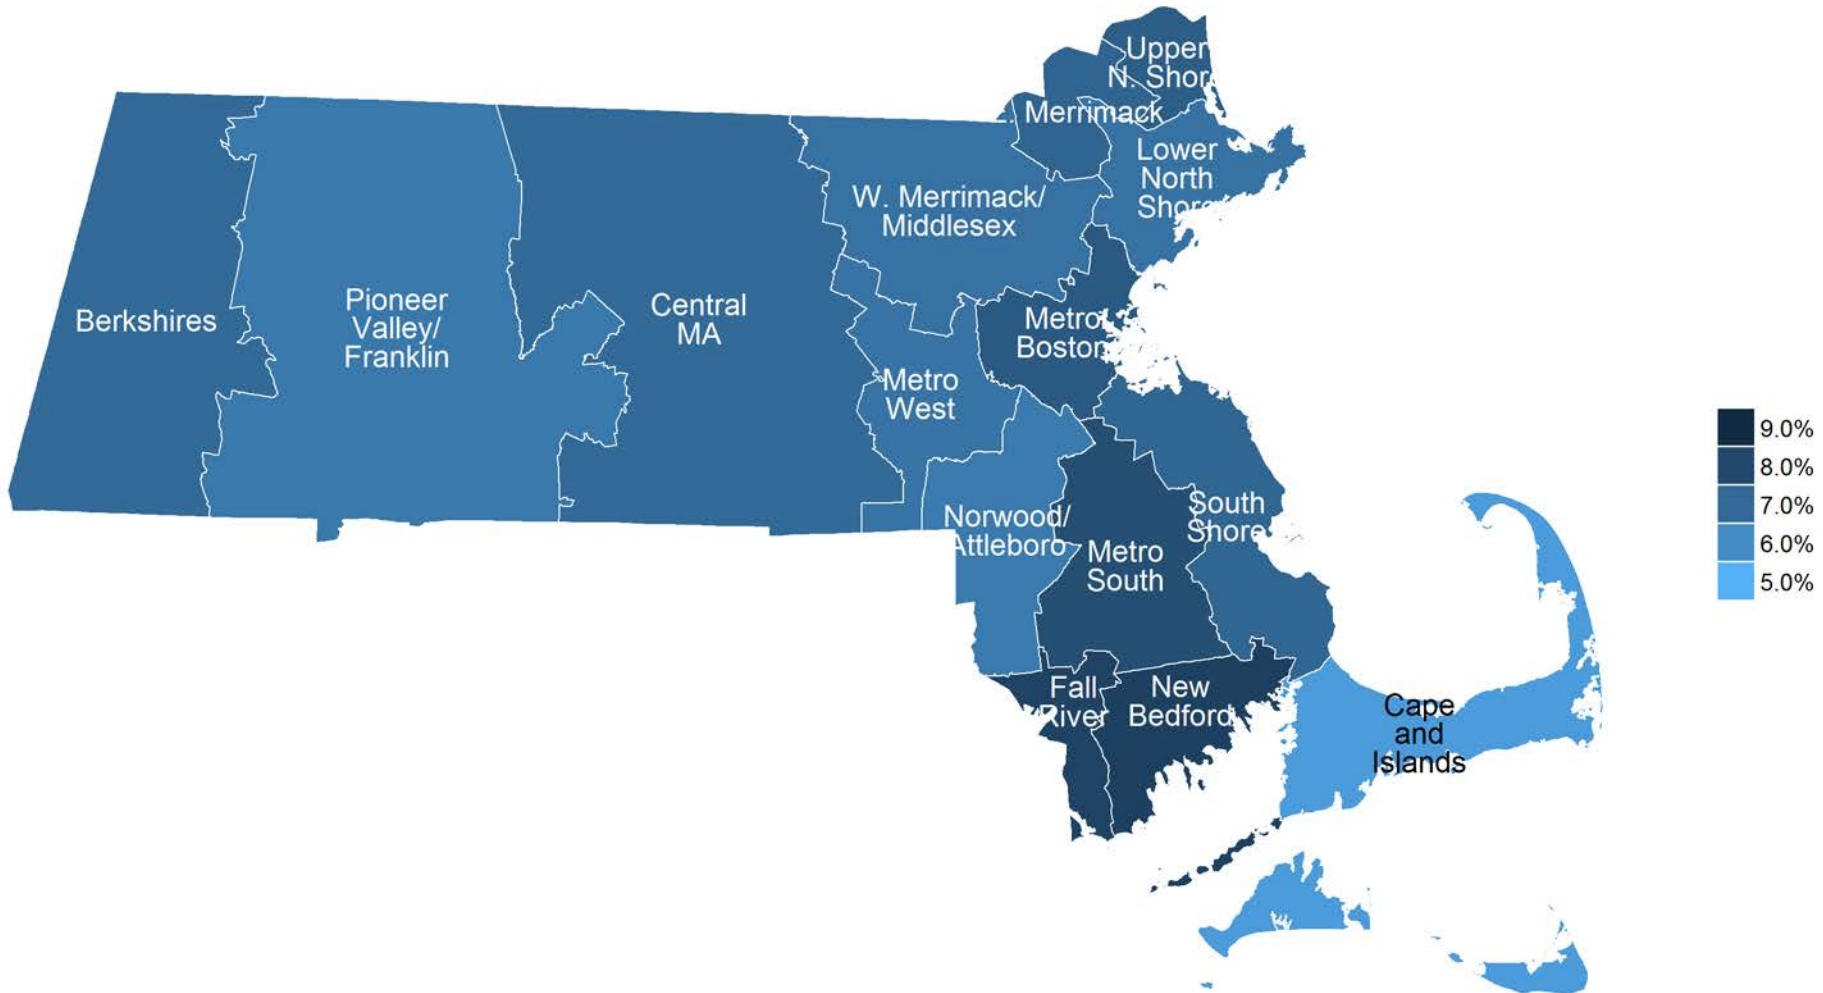 Upper
N. Shore
. Merrimack
Lower
North
Shore
W. Merrimack/
Middlesex
Berkshires
Pioneer
Valley/
Franklin
Central
MA
Metro
Boston
Metro
West
Norwood/
Attleboro
South
Shore
Metro
South
Fall
River
New
Bedford
Cape
and
Islands
9.0%
8.0%
7.0%
6.0%
5.0%